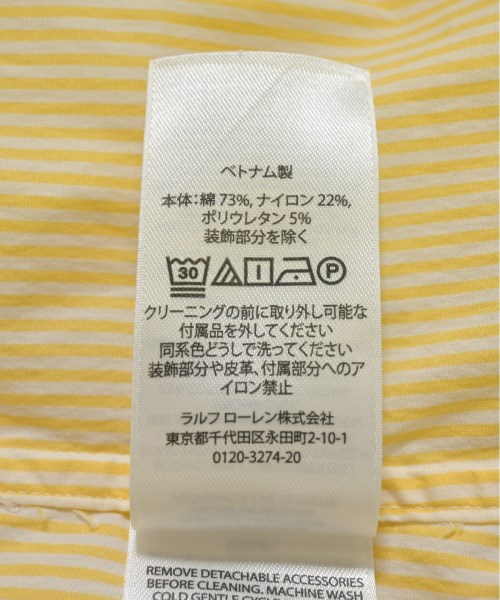 ベトナム製
本体：綿 73%, ナイロン 22%,
ポリウレタン 5%
装飾部分を除く
30 P
クリーニングの前に取り外し可能な
付属品を外してください
同系色どうしで洗ってください
装飾部分や皮革、付属部分へのア
イロン禁止
ラルフ ローレン株式会社
東京都千代田区永田町2-10-1
0120-3274-20
REMOVE DETACHABLE ACCESSORIES
BEFORE CLEANING. MACHINE WASH
COLD GENTLE